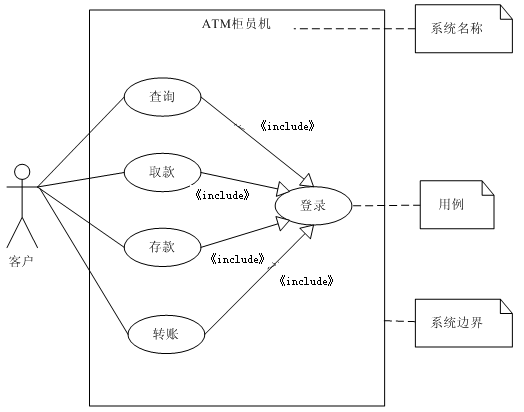 ATM柜员机
系统名称
查询
《include》
取款
《include》
登录
用例
客户
存款
《include》
《include》
系统边界
转账